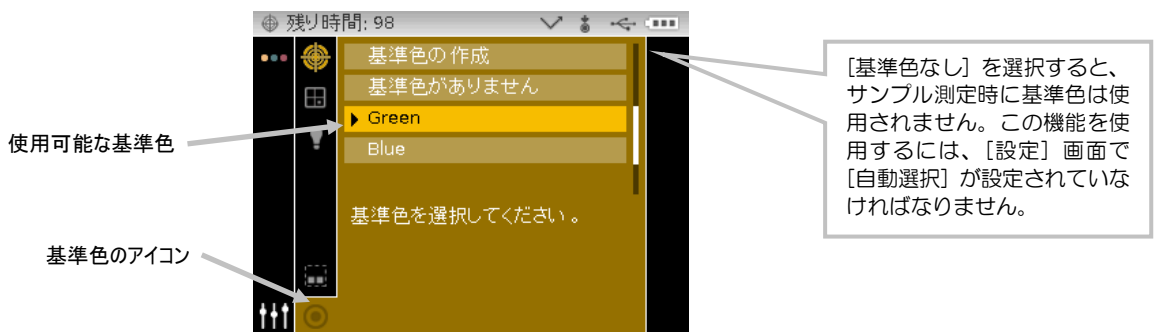 残り時間: 98
基準色の作成
基準色がありません
Green
Blue
基準色を選択してください。
使用可能な基準色
基準色のアイコン
[基準色なし] を選択すると、
サンプル測定時に基準色は使
用されません。この機能を使
用するには、[設定] 画面で
[自動選択] が設定されていな
ければなりません。